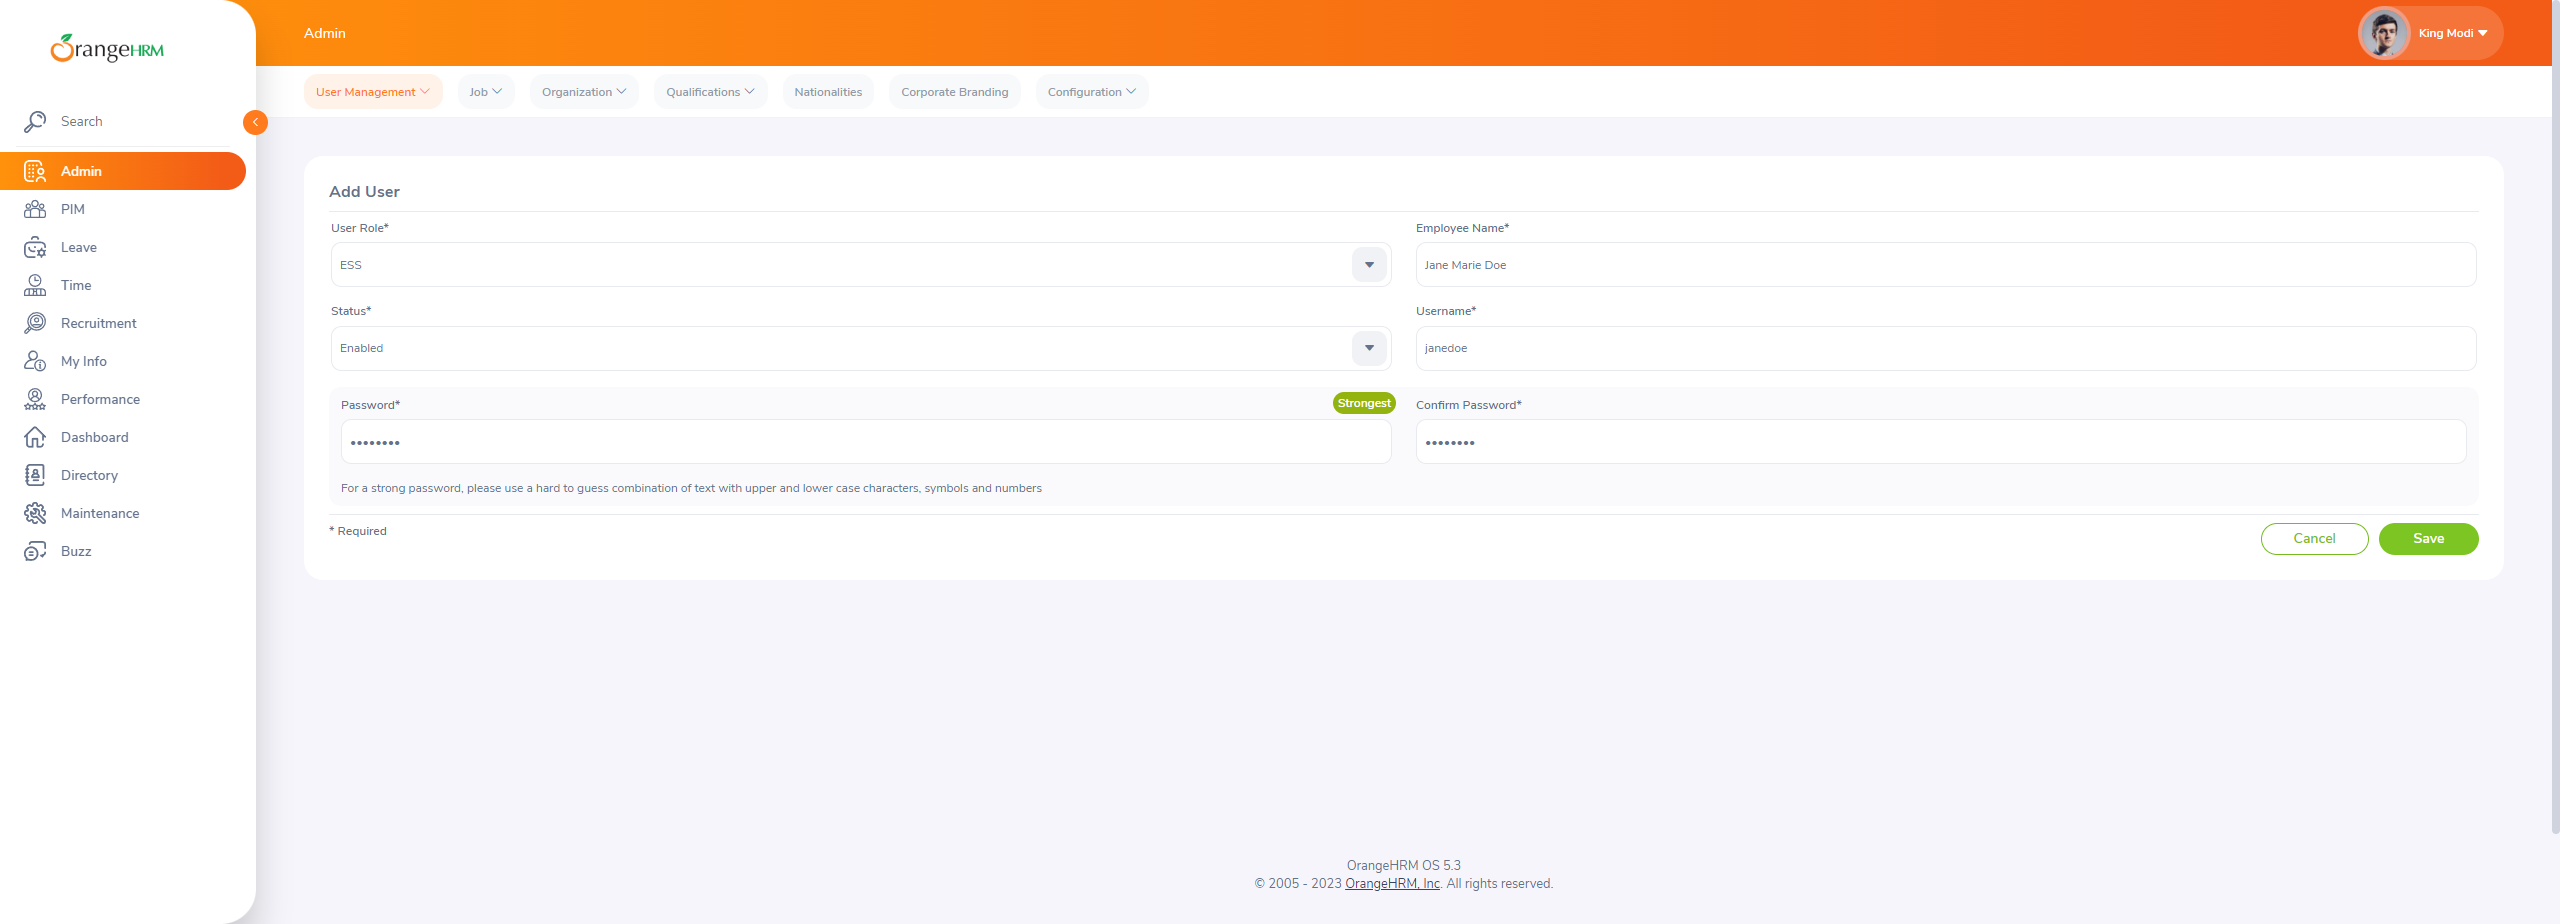 OrangeHRM
Search
Admin
PIM
Leave
Time
Recruitment
My Info
Performance
Dashboard
Directory
Maintenance
Buzz
Admin
King Modi
User Management
Job
Organization
Qualifications
Nationalities
Corporate Branding
Configuration
Add User
User Role*
ESS
Employee Name*
Jane Marie Doe
Status*
Enabled
Username*
janedoe
Password*
Strongest
••••••••
Confirm Password*
••••••••
For a strong password, please use a hard to guess combination of text with upper and lower case characters, symbols and numbers
* Required
Cancel
Save
OrangeHRM OS 5.3
© 2005 - 2023 OrangeHRM, Inc. All rights reserved.